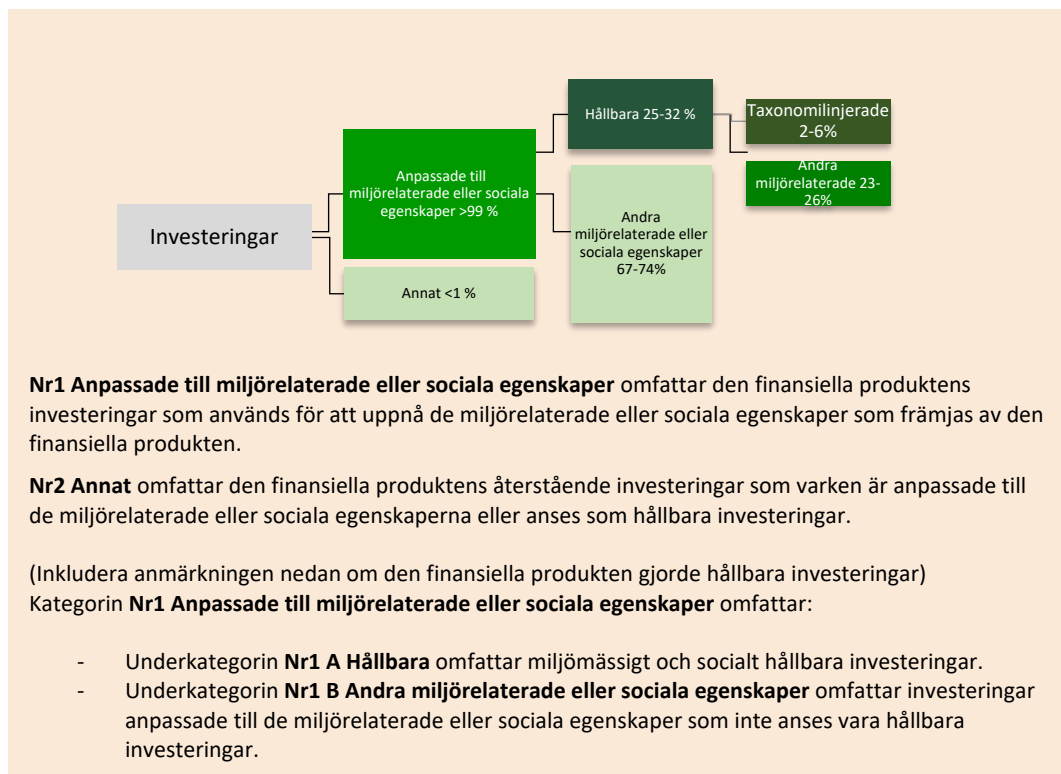 Investeringar
Anpassade till
miljörelaterade eller sociala
egenskaper >99 %
Annat <1 %
Hållbara 25-32 %
Andra
miljörelaterade eller
sociala egenskaper
67-74%
Taxonomilinjerade
2-6%
Andra
miljörelaterade 23-
26%
Nr1 Anpassade till miljörelaterade eller sociala egenskaper omfattar den finansiella produktens
investeringar som används för att uppnå de miljörelaterade eller sociala egenskaper som främjas av den
finansiella produkten.
Nr2 Annat omfattar den finansiella produktens återstående investeringar som varken är anpassade till
de miljörelaterade eller sociala egenskaperna eller anses som hållbara investeringar.
(Inkludera anmärkningen nedan om den finansiella produkten gjorde hållbara investeringar)
Kategorin Nr1 Anpassade till miljörelaterade eller sociala egenskaper omfattar:
- Underkategorin Nr1 A Hållbara omfattar miljömässigt och socialt hållbara investeringar.
- Underkategorin Nr1 B Andra miljörelaterade eller sociala egenskaper omfattar investeringar
anpassade till de miljörelaterade eller sociala egenskaper som inte anses vara hållbara
investeringar.